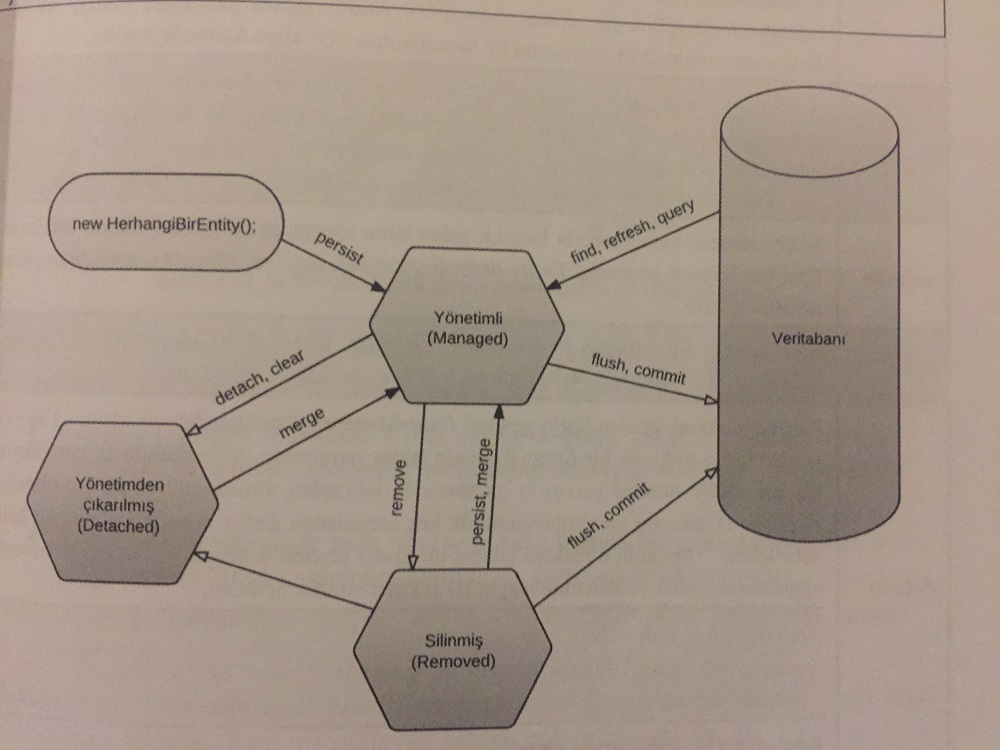 new HerhangiBirEntity();
persist
find, refresh, query
Yönetimli
(Managed)
Veritabanı
flush, commit
detach, clear
merge
Yönetimden
çıkarılmış
(Detached)
remove
persist, merge
flush, commit
Silinmiş
(Removed)